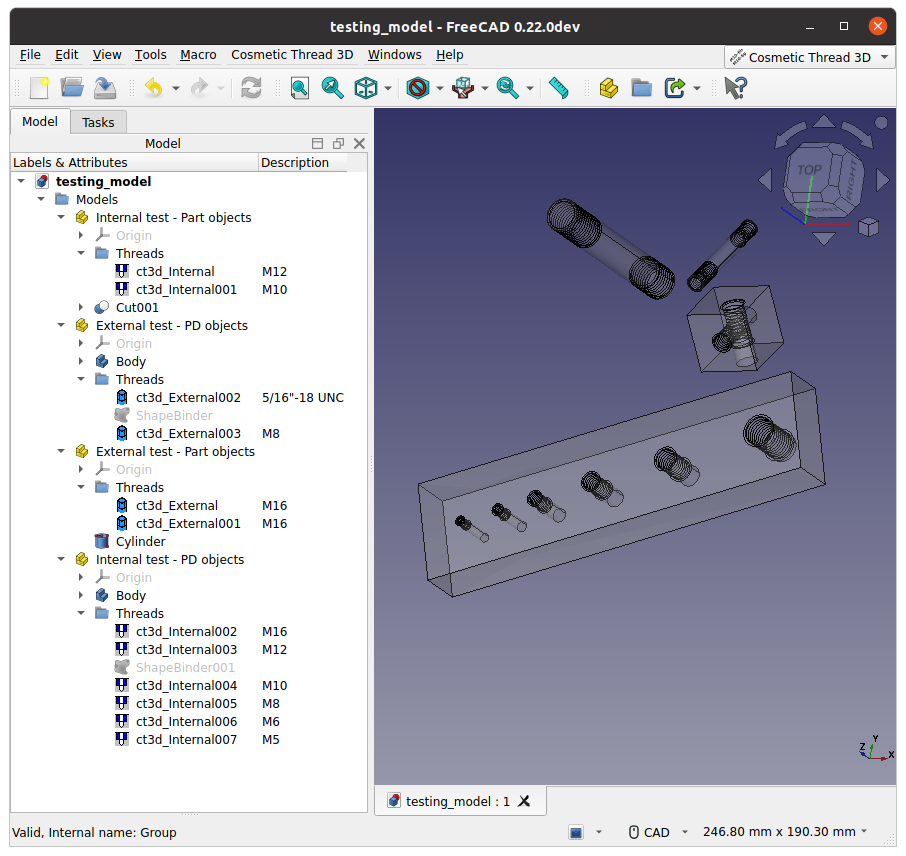 testing_model - FreeCAD 0.22.0dev
File Edit View Tools Macro Cosmetic Thread 3D Windows Help
Cosmetic Thread 3D
Model Tasks
Model
Labels & Attributes Description
testing_model
Models
Internal test - Part objects
Origin
Threads
ct3d_Internal M12
ct3d_Internal001 M10
Cut001
External test - PD objects
Origin
Body
Threads
ct3d_External002 5/16"-18 UNC
ShapeBinder
ct3d_External003 M8
External test - Part objects
Origin
Threads
ct3d_External M16
ct3d_External001 M16
Cylinder
Internal test - PD objects
Origin
Body
Threads
ct3d_Internal002 M16
ct3d_Internal003 M12
ShapeBinder001
ct3d_Internal004 M10
ct3d_Internal005 M8
ct3d_Internal006 M6
ct3d_Internal007 M5
TOP
RIGHT
Z Y X
testing_model : 1
Valid, Internal name: Group
CAD
246.80 mm x 190.30 mm